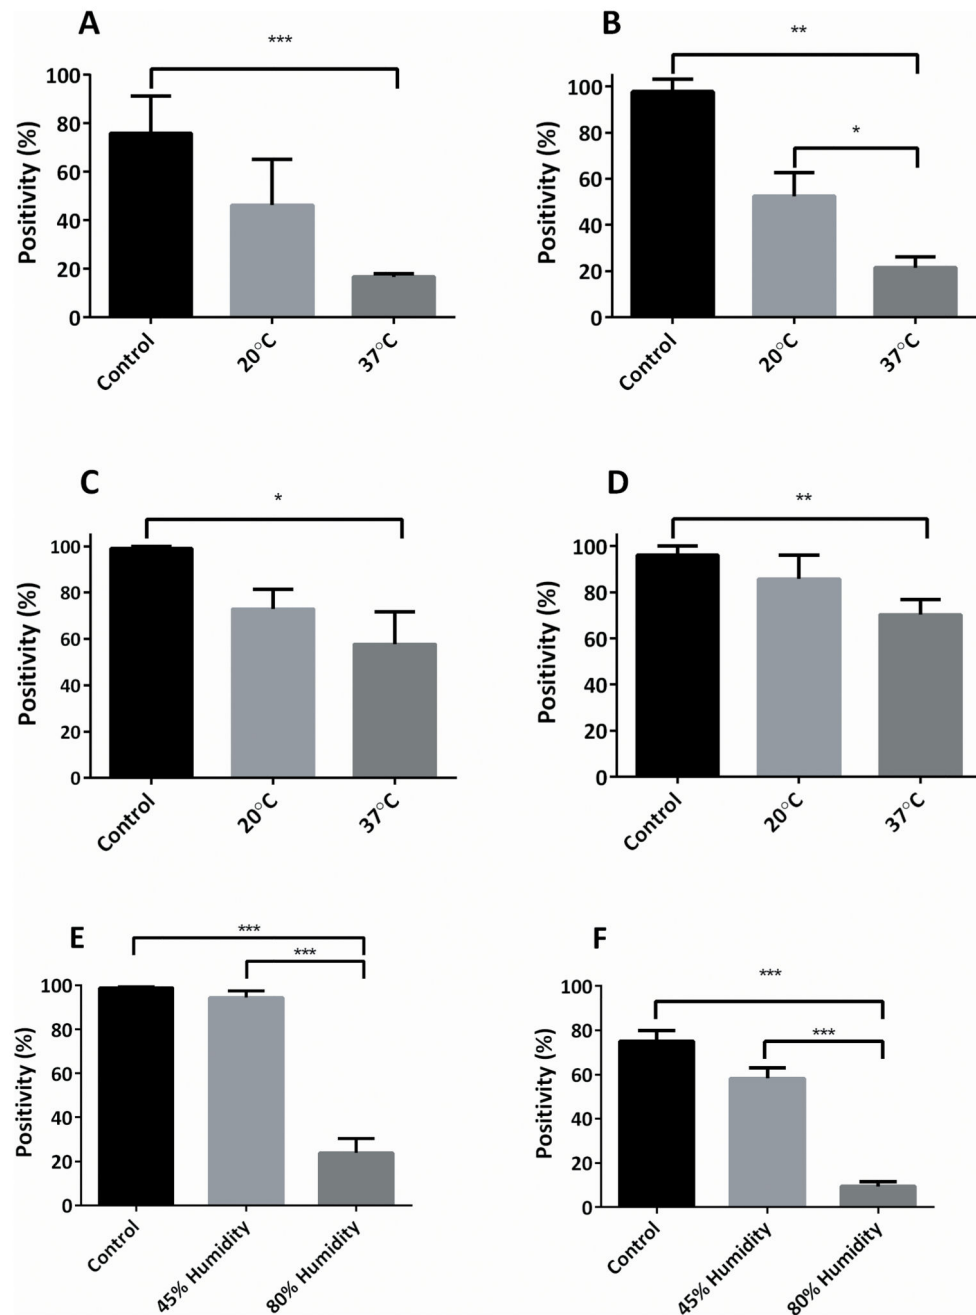 A
***
Positivity (%)
100
80
60
40
20
0
Control
20°C
37°C
B
**
*
Positivity (%)
100
80
60
40
20
0
Control
20°C
37°C
C
*
Positivity (%)
100
80
60
40
20
0
Control
20°C
37°C
D
**
Positivity (%)
100
80
60
40
20
0
Control
20°C
37°C
E
***
***
Positivity (%)
100
80
60
40
20
0
Control
45% Humidity
80% Humidity
F
***
***
Positivity (%)
100
80
60
40
20
0
Control
45% Humidity
80% Humidity